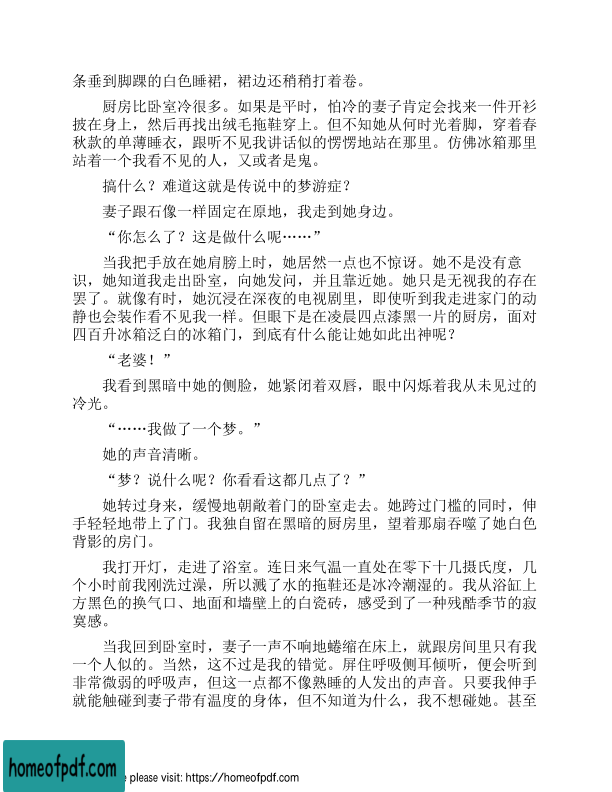 条垂到脚踝的白色睡裙，裙边还稍稍打着卷。
厨房比卧室冷很多。如果是平时，怕冷的妻子肯定会找来一件开衫
披在身上，然后再找出绒毛拖鞋穿上。但不知她从何时光着脚，穿着春
秋款的单薄睡衣，跟听不见我讲话似的愣愣地站在那里。仿佛冰箱那里
站着一个我看不见的人，又或者是鬼。
搞什么？难道这就是传说中的梦游症？
妻子跟石像一样固定在原地，我走到她身边。
“你怎么了？这是做什么呢……”
当我把手放在她肩膀上时，她居然一点也不惊讶。她不是没有意
识，她知道我走出卧室，向她发问，并且靠近她。她只是无视我的存在
罢了。就像有时，她沉浸在深夜的电视剧里，即使听到我走进家门的动
静也会装作看不见我一样。但眼下是在凌晨四点漆黑一片的厨房，面对
四百升冰箱泛白的冰箱门，到底有什么能让她如此出神呢？
“老婆！”
我看到黑暗中她的侧脸，她紧闭着双唇，眼中闪烁着我从未见过的
冷光。
“……我做了一个梦。”
她的声音清晰。
“梦？说什么呢？你看看这都几点了？”
她转过身来，缓慢地朝敞着门的卧室走去。她跨过门槛的同时，伸
手轻轻地带上了门。我独自留在黑暗的厨房里，望着那扇吞噬了她白色
背影的房门。
我打开灯，走进了浴室。连日来气温一直处在零下十几摄氏度，几
个小时前我刚洗过澡，所以溅了水的拖鞋还是冰冷潮湿的。我从浴缸上
方黑色的换气口、地面和墙壁上的白瓷砖，感受到了一种残酷季节的寂
寞感。
当我回到卧室时，妻子一声不响地蜷缩在床上，就跟房间里只有我
一个人似的。当然，这不过是我的错觉。屏住呼吸侧耳倾听，便会听到
非常微弱的呼吸声，但这一点都不像熟睡的人发出的声音。只要我伸手
就能触碰到妻子带有温度的身体，但不知道为什么，我不想碰她。甚至
homeofpdf.com
e please visit: https://homeofpdf.com